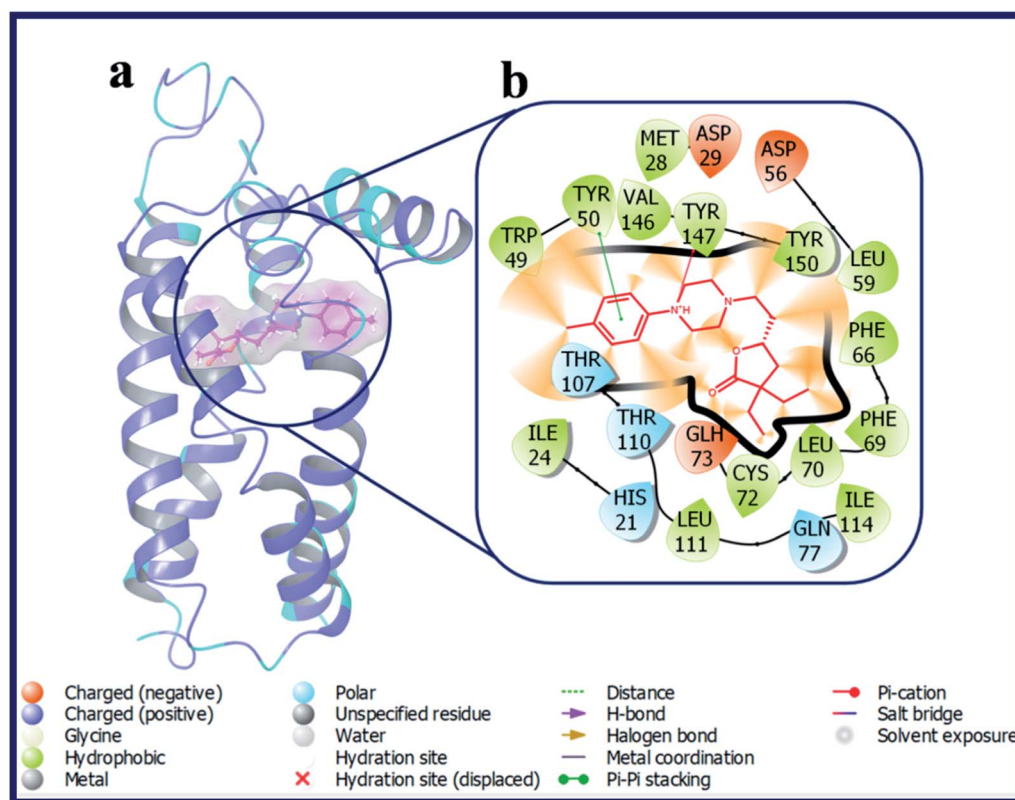 a
b
MET
28
ASP
29
ASP
56
TYR
50
VAL
146
TYR
147
TRP
49
TYR
150
LEU
59
N⁺H
N
PHE
66
O
O
THR
107
THR
110
GLH
73
CYS
72
LEU
70
PHE
69
ILE
24
HIS
21
LEU
111
GLN
77
ILE
114
Charged (negative)
Charged (positive)
Glycine
Hydrophobic
Metal
Polar
Unspecified residue
Water
Hydration site
Hydration site (displaced)
Distance
H-bond
Halogen bond
Metal coordination
Pi-Pi stacking
Pi-cation
Salt bridge
Solvent exposure